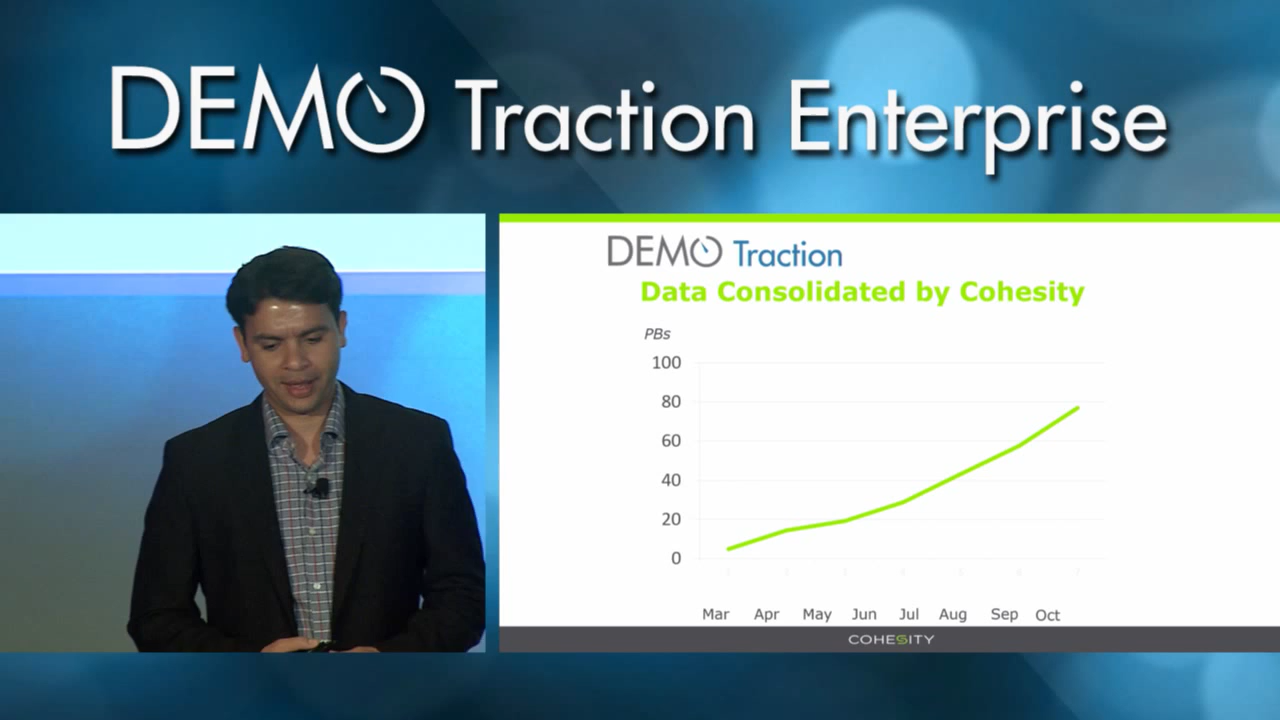 DEMO Traction Enterprise
DEMO Traction
Data Consolidated by Cohesity
PBs
100
80
60
40
20
0
Mar Apr May Jun Jul Aug Sep Oct
COHESITY